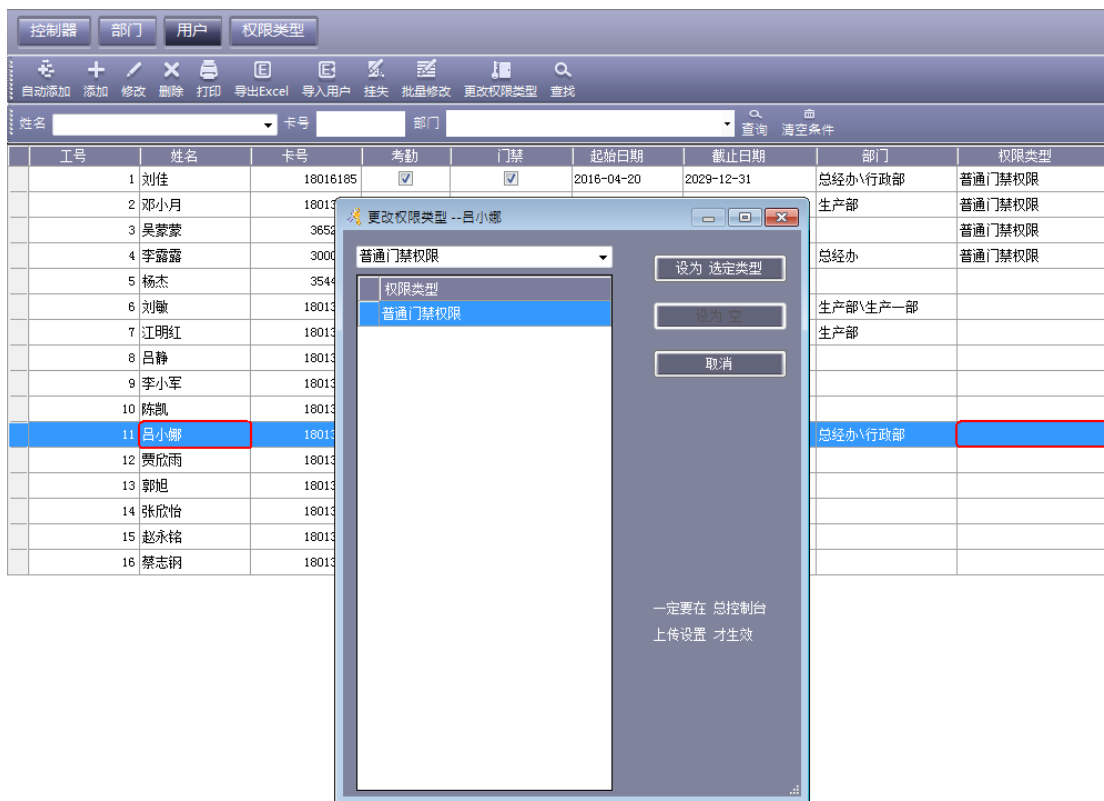 控制器 部门 用户 权限类型
自动添加 添加 修改 删除 打印 导出Excel 导入用户 挂失 批量修改 更改权限类型 查找
姓名 卡号 部门 查询 清空条件
工号 姓名 卡号 考勤 门禁 起始日期 截止日期 部门 权限类型
1 刘佳 18016185 2016-04-20 2029-12-31 总经办\行政部 普通门禁权限
2 邓小月 18013 生产部 普通门禁权限
3 吴蒙蒙 3652 普通门禁权限
4 李露露 3000 总经办 普通门禁权限
5 杨杰 3544
6 刘敏 18013 生产部\生产一部
7 江明红 18013 生产部
8 吕静 18013
9 李小军 18013
10 陈凯 18013
11 吕小娜 18013 总经办\行政部
12 贾欣雨 18013
13 郭旭 18013
14 张欣怡 18013
15 赵永铭 18013
16 蔡志钢 18013
更改权限类型 --吕小娜
普通门禁权限
权限类型
普通门禁权限
设为 选定类型
设为 空
取消
一定要在 总控制台
上传设置 才生效